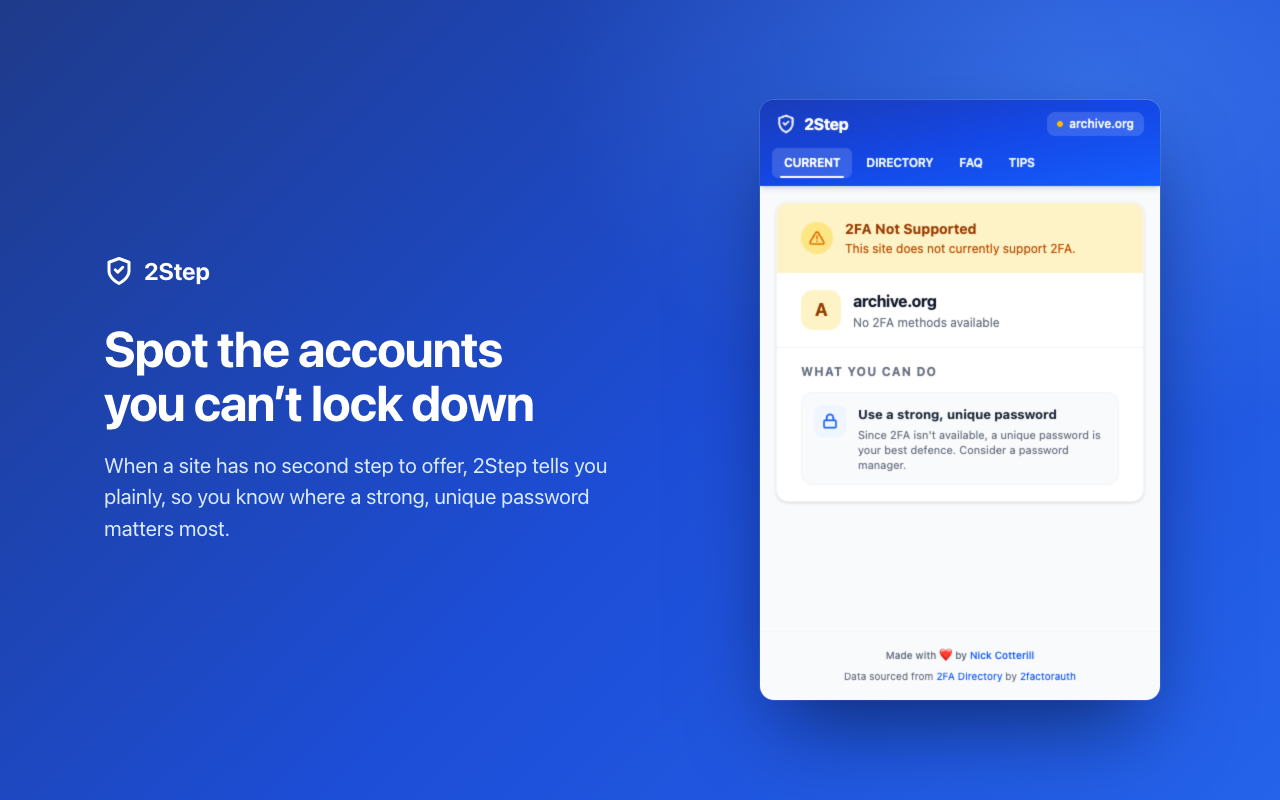 2Step
Spot the accounts
you can’t lock down
When a site has no second step to offer, 2Step tells you
plainly, so you know where a strong, unique password
matters most.
2Step
archive.org
CURRENT
DIRECTORY
FAQ
TIPS
2FA Not Supported
This site does not currently support 2FA.
A
archive.org
No 2FA methods available
WHAT YOU CAN DO
Use a strong, unique password
Since 2FA isn't available, a unique password is
your best defence. Consider a password
manager.
Made with ❤️ by Nick Cotterill
Data sourced from 2FA Directory by 2factorauth